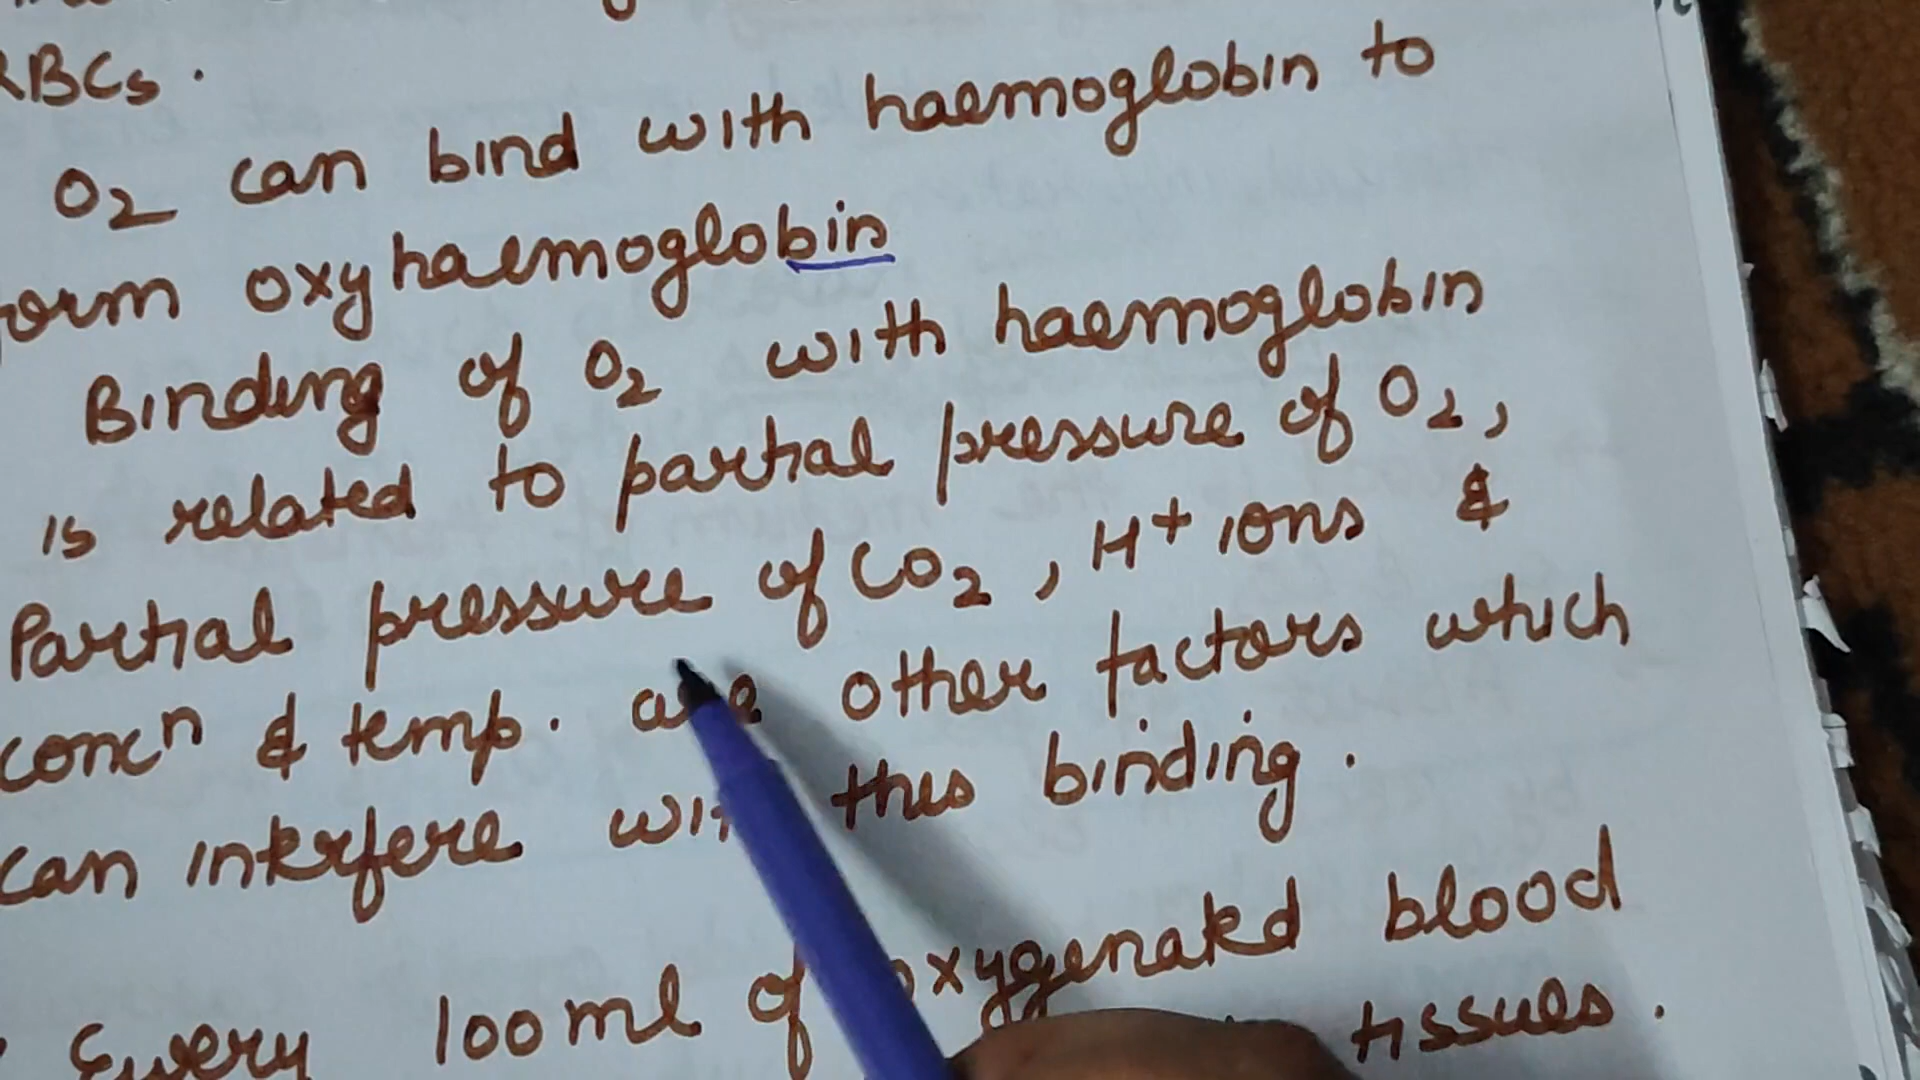 RBCs.
O2 can bind with haemoglobin to
form oxyhaemoglobin
Binding of O2 with haemoglobin
is related to partial pressure of O2,
Partial pressure of CO2, H+ ions &
concn & temp. are other factors which
can interfere with this binding.
Every 100ml of oxygenated blood
tissues.